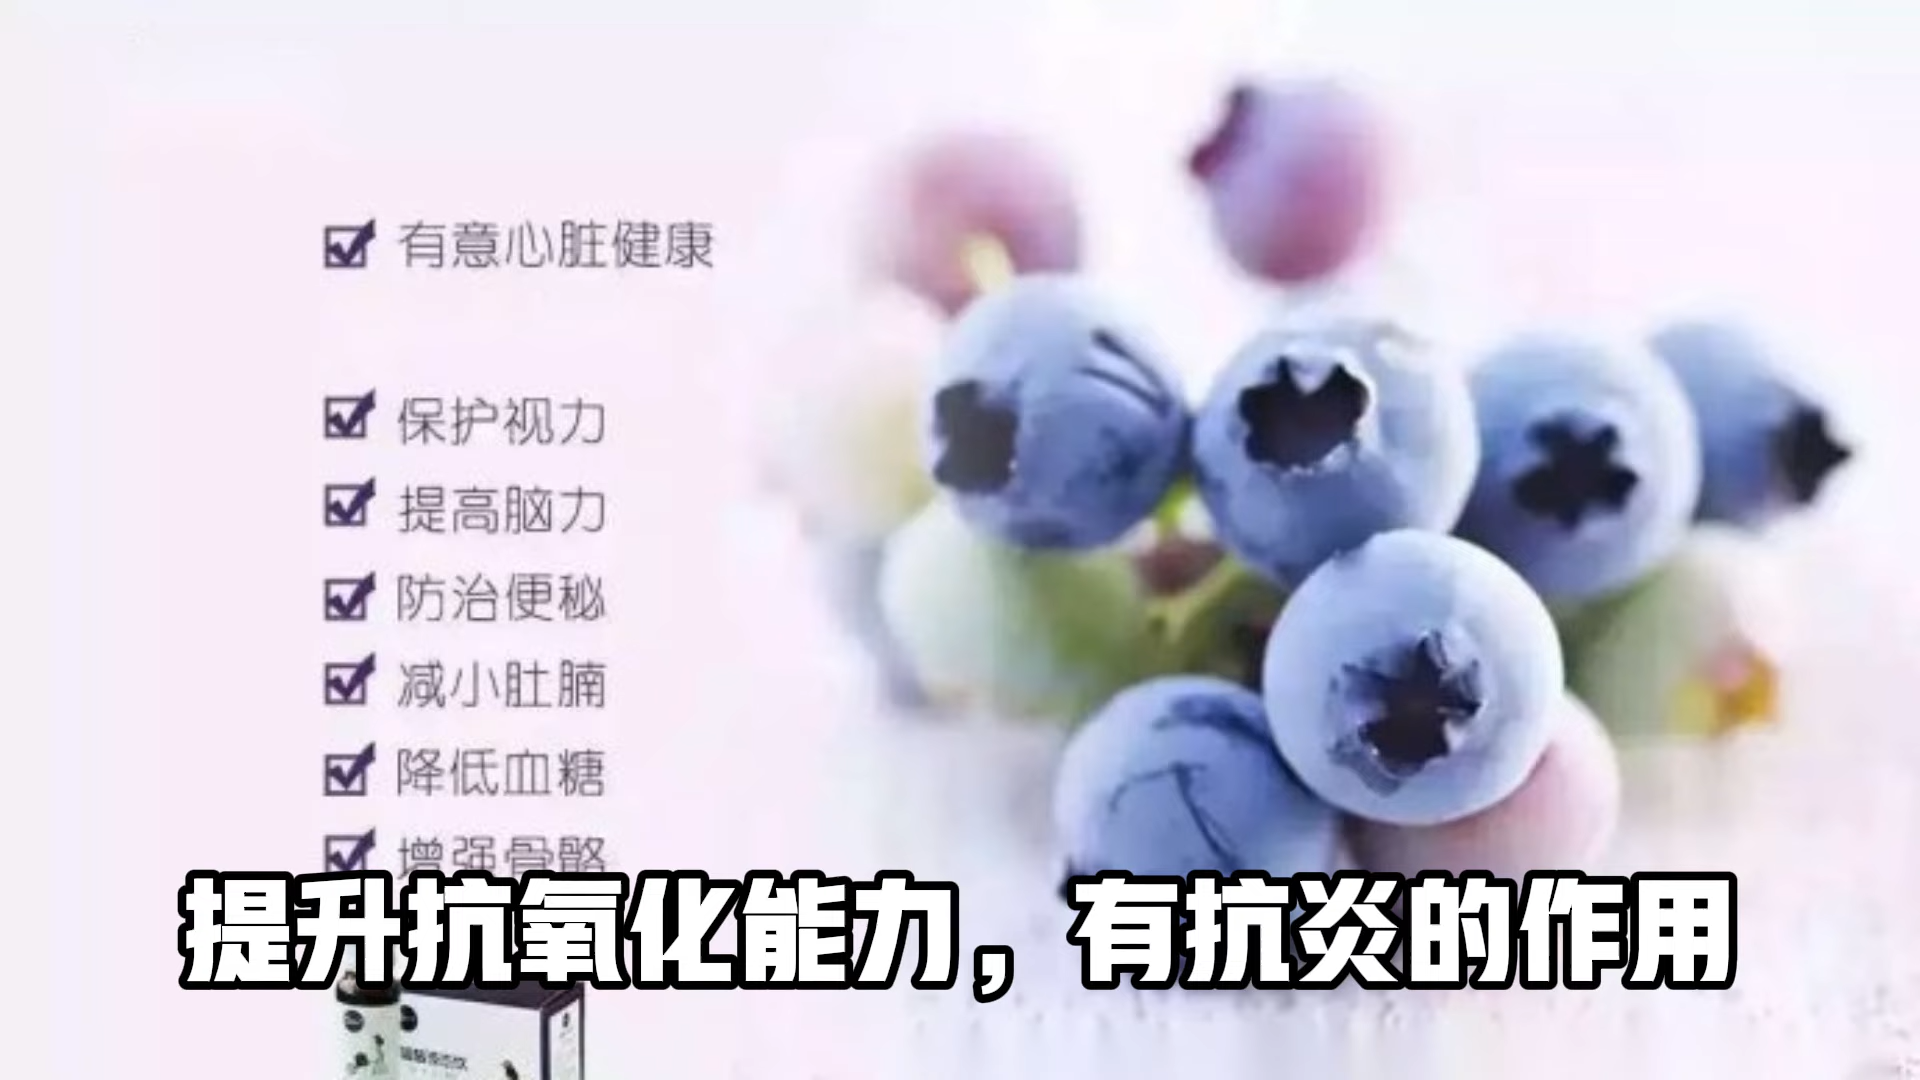 有意心脏健康
保护视力
提高脑力
防治便秘
减小肚腩
降低血糖
增强骨骼
提升抗氧化能力，有抗炎的作用